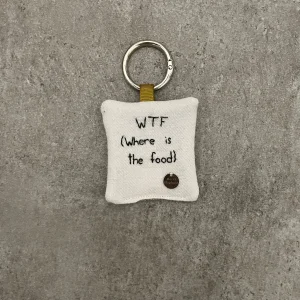 WTF
(Where is
the food}